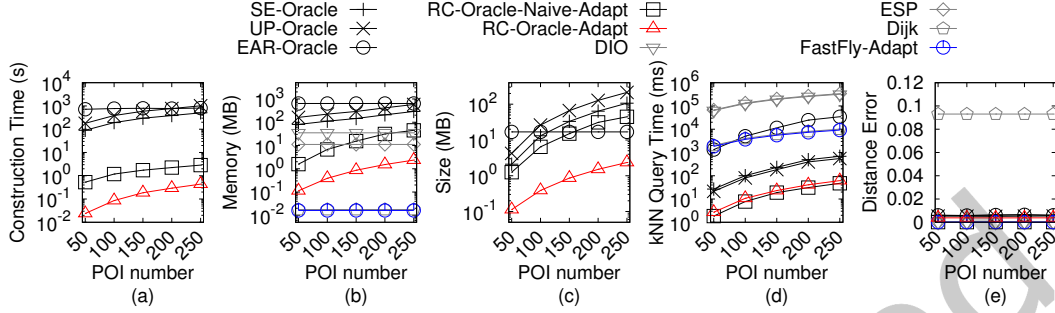 SE-Oracle
UP-Oracle
EAR-Oracle
RC-Oracle-Naive-Adapt
RC-Oracle-Adapt
DIO
ESP
Dijk
FastFly-Adapt
Construction Time (s)
10^4
10^3
10^2
10^1
10^0
10^-1
10^-2
50
100
150
200
250
POI number
(a)
Memory (MB)
10^3
10^2
10^1
10^0
10^-1
10^-2
50
100
150
200
250
POI number
(b)
Size (MB)
10^2
10^1
10^0
10^-1
50
100
150
200
250
POI number
(c)
kNN Query Time (ms)
10^6
10^5
10^4
10^3
10^2
10^1
10^0
50
100
150
200
250
POI number
(d)
Distance Error
0.12
0.1
0.08
0.06
0.04
0.02
0
50
100
150
200
250
POI number
(e)